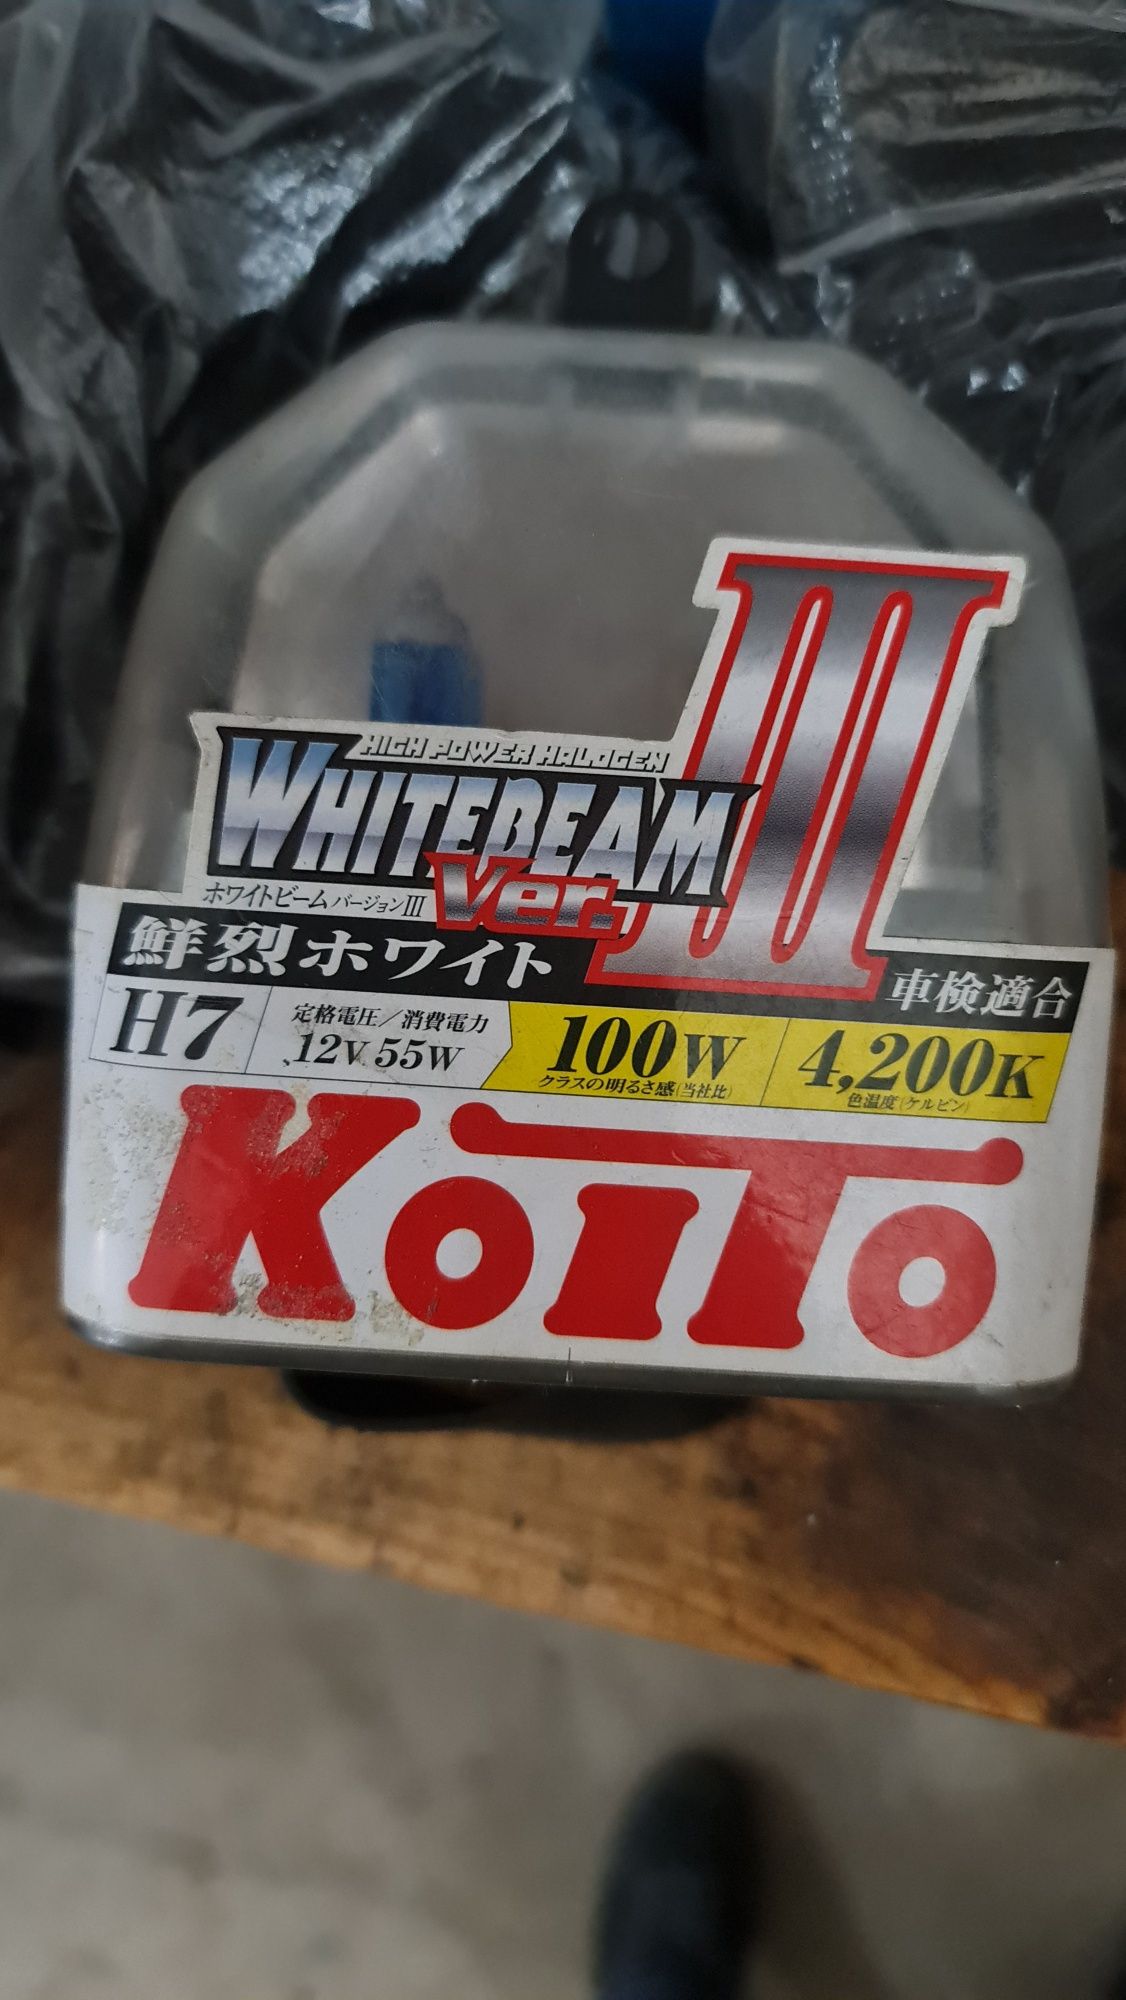 HIGH POWER HALOGEN
WHITEBEAM
III
Ver.
ホワイトビーム バージョンIII
鮮烈ホワイト
車検適合
H7
定格電圧／消費電力
12V 55W
100W
クラスの明るさ感(当社比)
4,200K
色温度(ケルビン)
KOITO